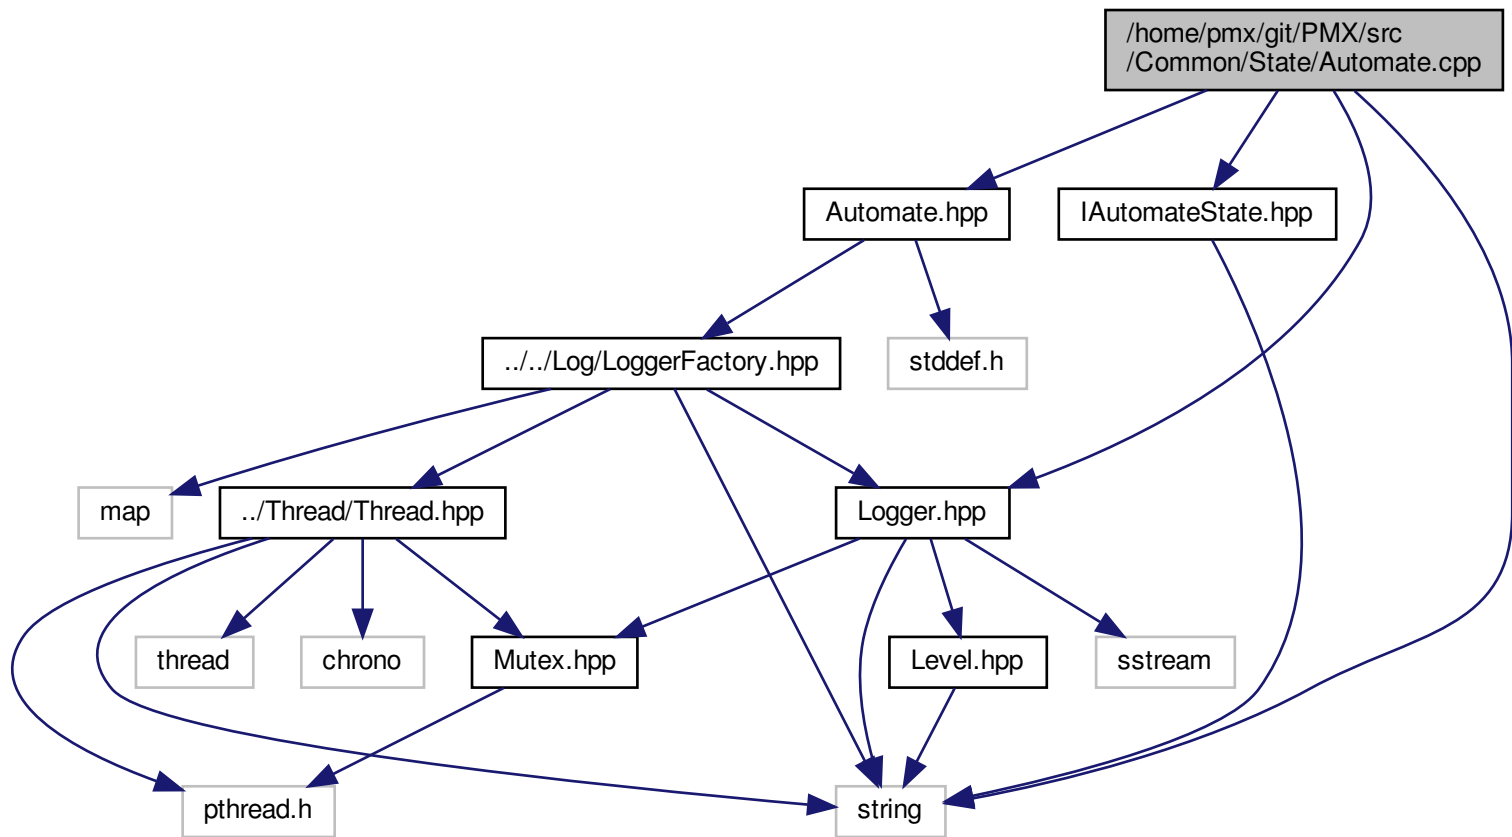 /home/pmx/git/PMX/src
/Common/State/Automate.cpp
Automate.hpp
IAutomateState.hpp
../../Log/LoggerFactory.hpp
stddef.h
map
../Thread/Thread.hpp
Logger.hpp
thread
chrono
Mutex.hpp
Level.hpp
sstream
pthread.h
string